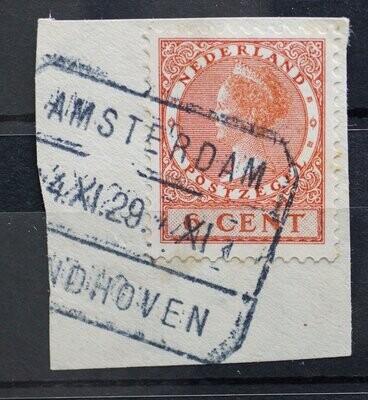 NEDERLAND
POSTZEGEL
6 CENT
AMSTERDAM
4.XI.29. XI
NDHOVEN